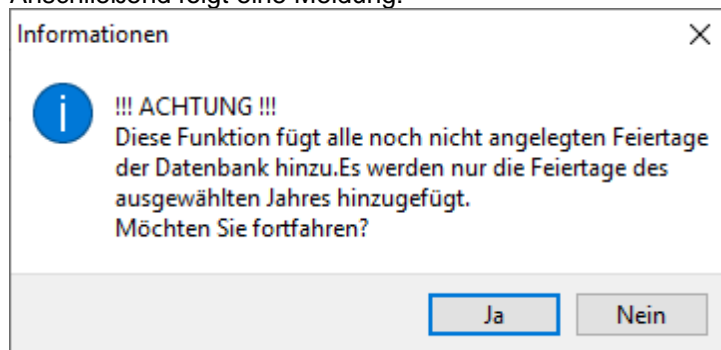 Anschließend folgt eine Meldung:
Informationen
!!! ACHTUNG !!!
Diese Funktion fügt alle noch nicht angelegten Feiertage
der Datenbank hinzu.Es werden nur die Feiertage des
ausgewählten Jahres hinzugefügt.
Möchten Sie fortfahren?
Ja Nein